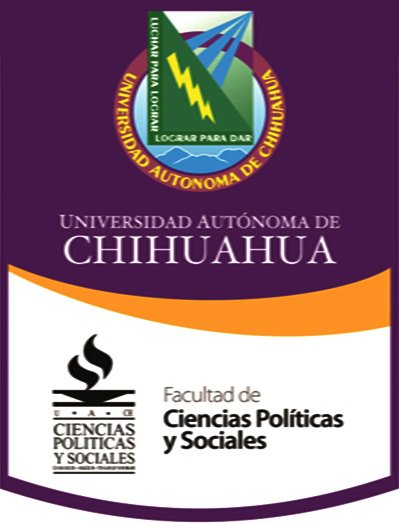 LUCHAR PARA LOGRAR
LOGRAR PARA DAR
UNIVERSIDAD AUTONOMA DE CHIHUAHUA
UNIVERSIDAD AUTÓNOMA DE
CHIHUAHUA
U · A · CH
CIENCIAS
POLITICAS
Y SOCIALES
Facultad de
Ciencias Políticas
y Sociales